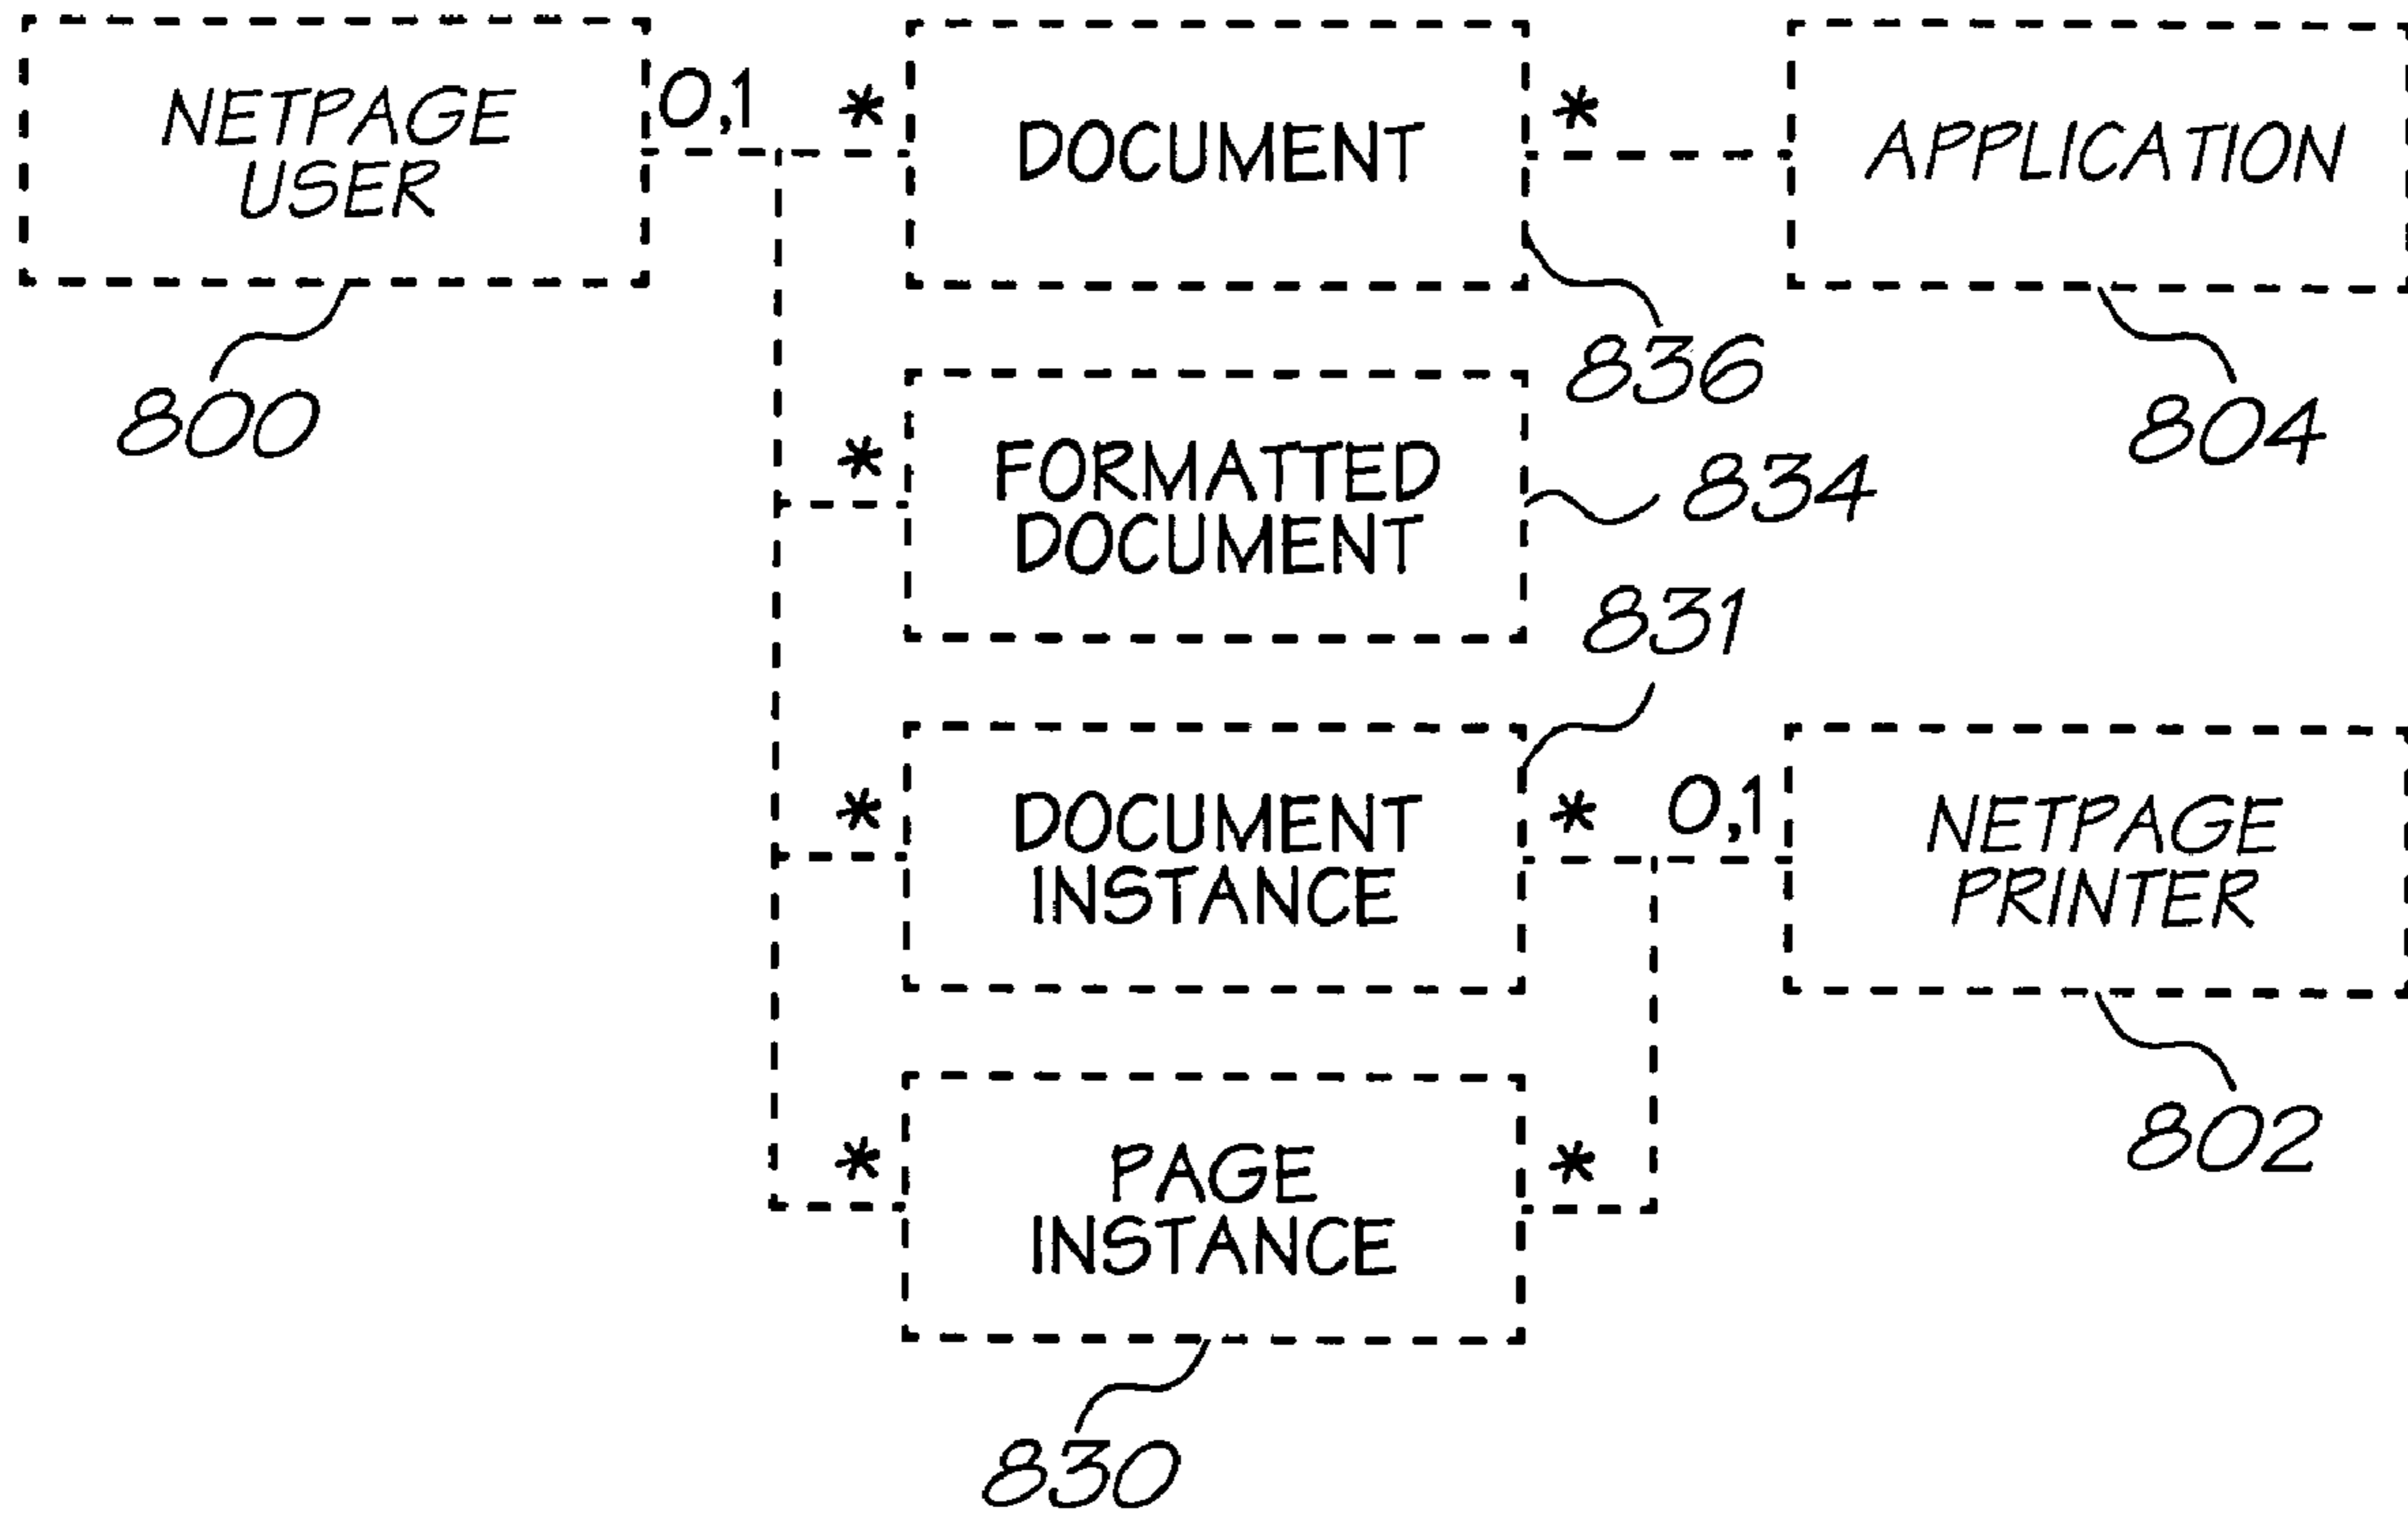 NETPAGE
USER
0,1
*
DOCUMENT
*
APPLICATION
800
836
804
*
FORMATTED
DOCUMENT
834
831
*
DOCUMENT
INSTANCE
*
0,1
NETPAGE
PRINTER
802
*
PAGE
INSTANCE
*
830